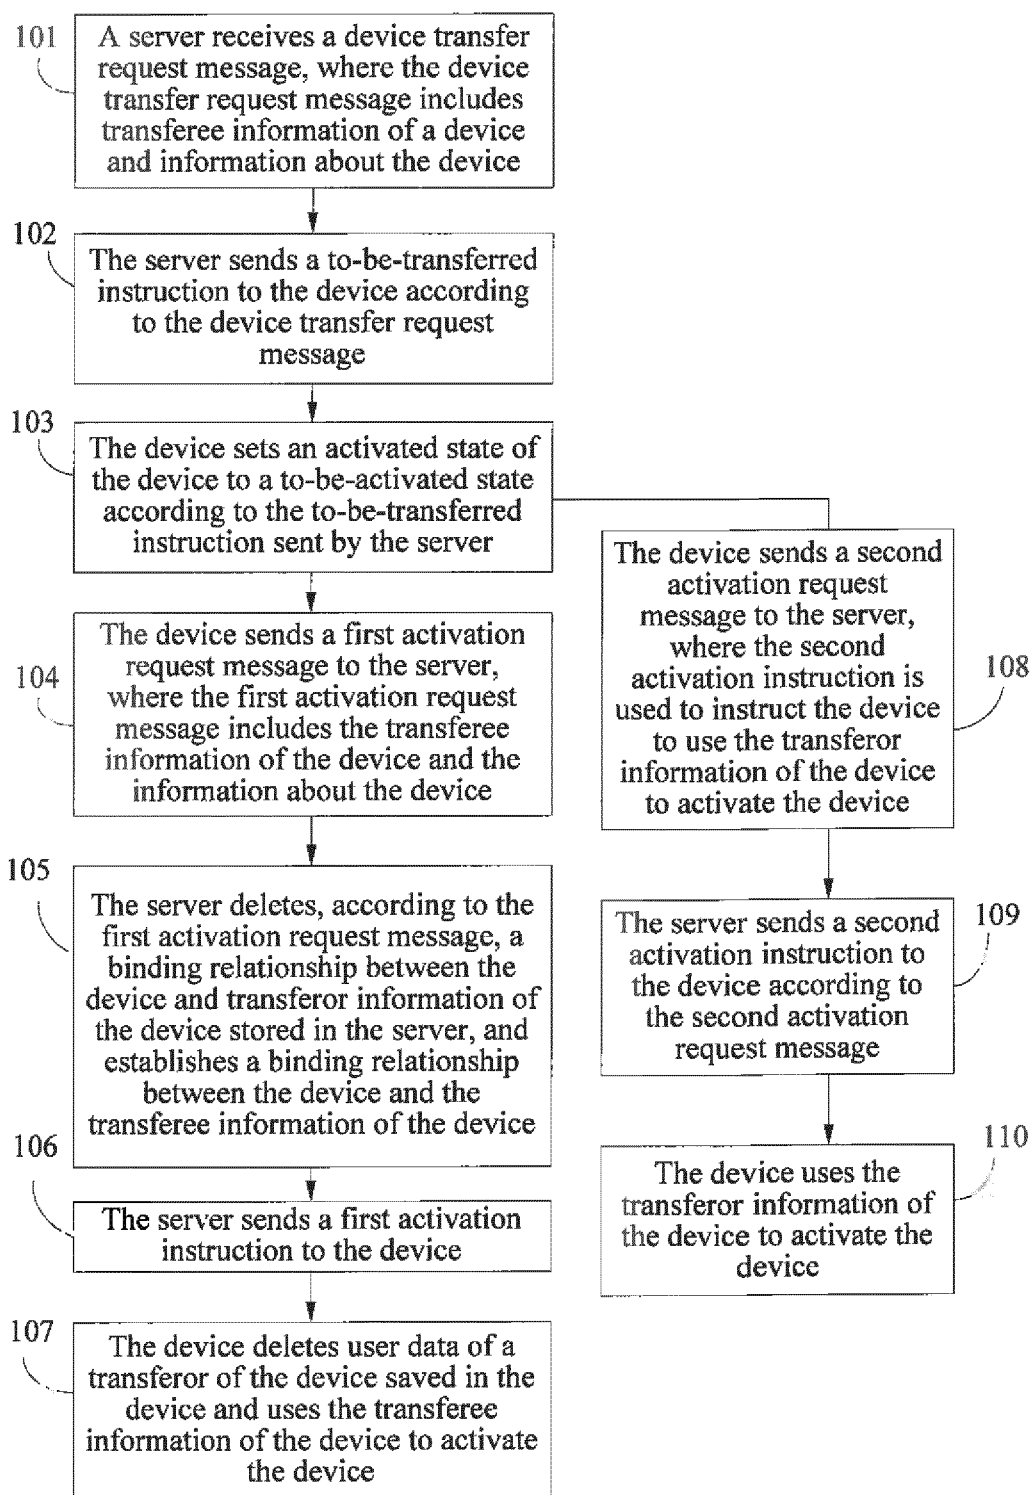 101
A server receives a device transfer
request message, where the device
transfer request message includes
transferee information of a device
and information about the device
102
The server sends a to-be-transferred
instruction to the device according
to the device transfer request
message
103
The device sets an activated state of
the device to a to-be-activated state
according to the to-be-transferred
instruction sent by the server
104
The device sends a first activation
request message to the server,
where the first activation request
message includes the transferee
information of the device and the
information about the device
105
The server deletes, according to the
first activation request message, a
binding relationship between the
device and transferor information of
the device stored in the server, and
establishes a binding relationship
between the device and the
transferee information of the device
106
The server sends a first activation
instruction to the device
107
The device deletes user data of a
transferor of the device saved in the
device and uses the transferee
information of the device to activate
the device
The device sends a second
activation request
message to the server,
where the second
activation instruction is
used to instruct the device
to use the transferor
information of the device
to activate the device
108
The server sends a second
activation instruction to
the device according to
the second activation
request message
109
The device uses the
transferor information of
the device to activate the
device
110